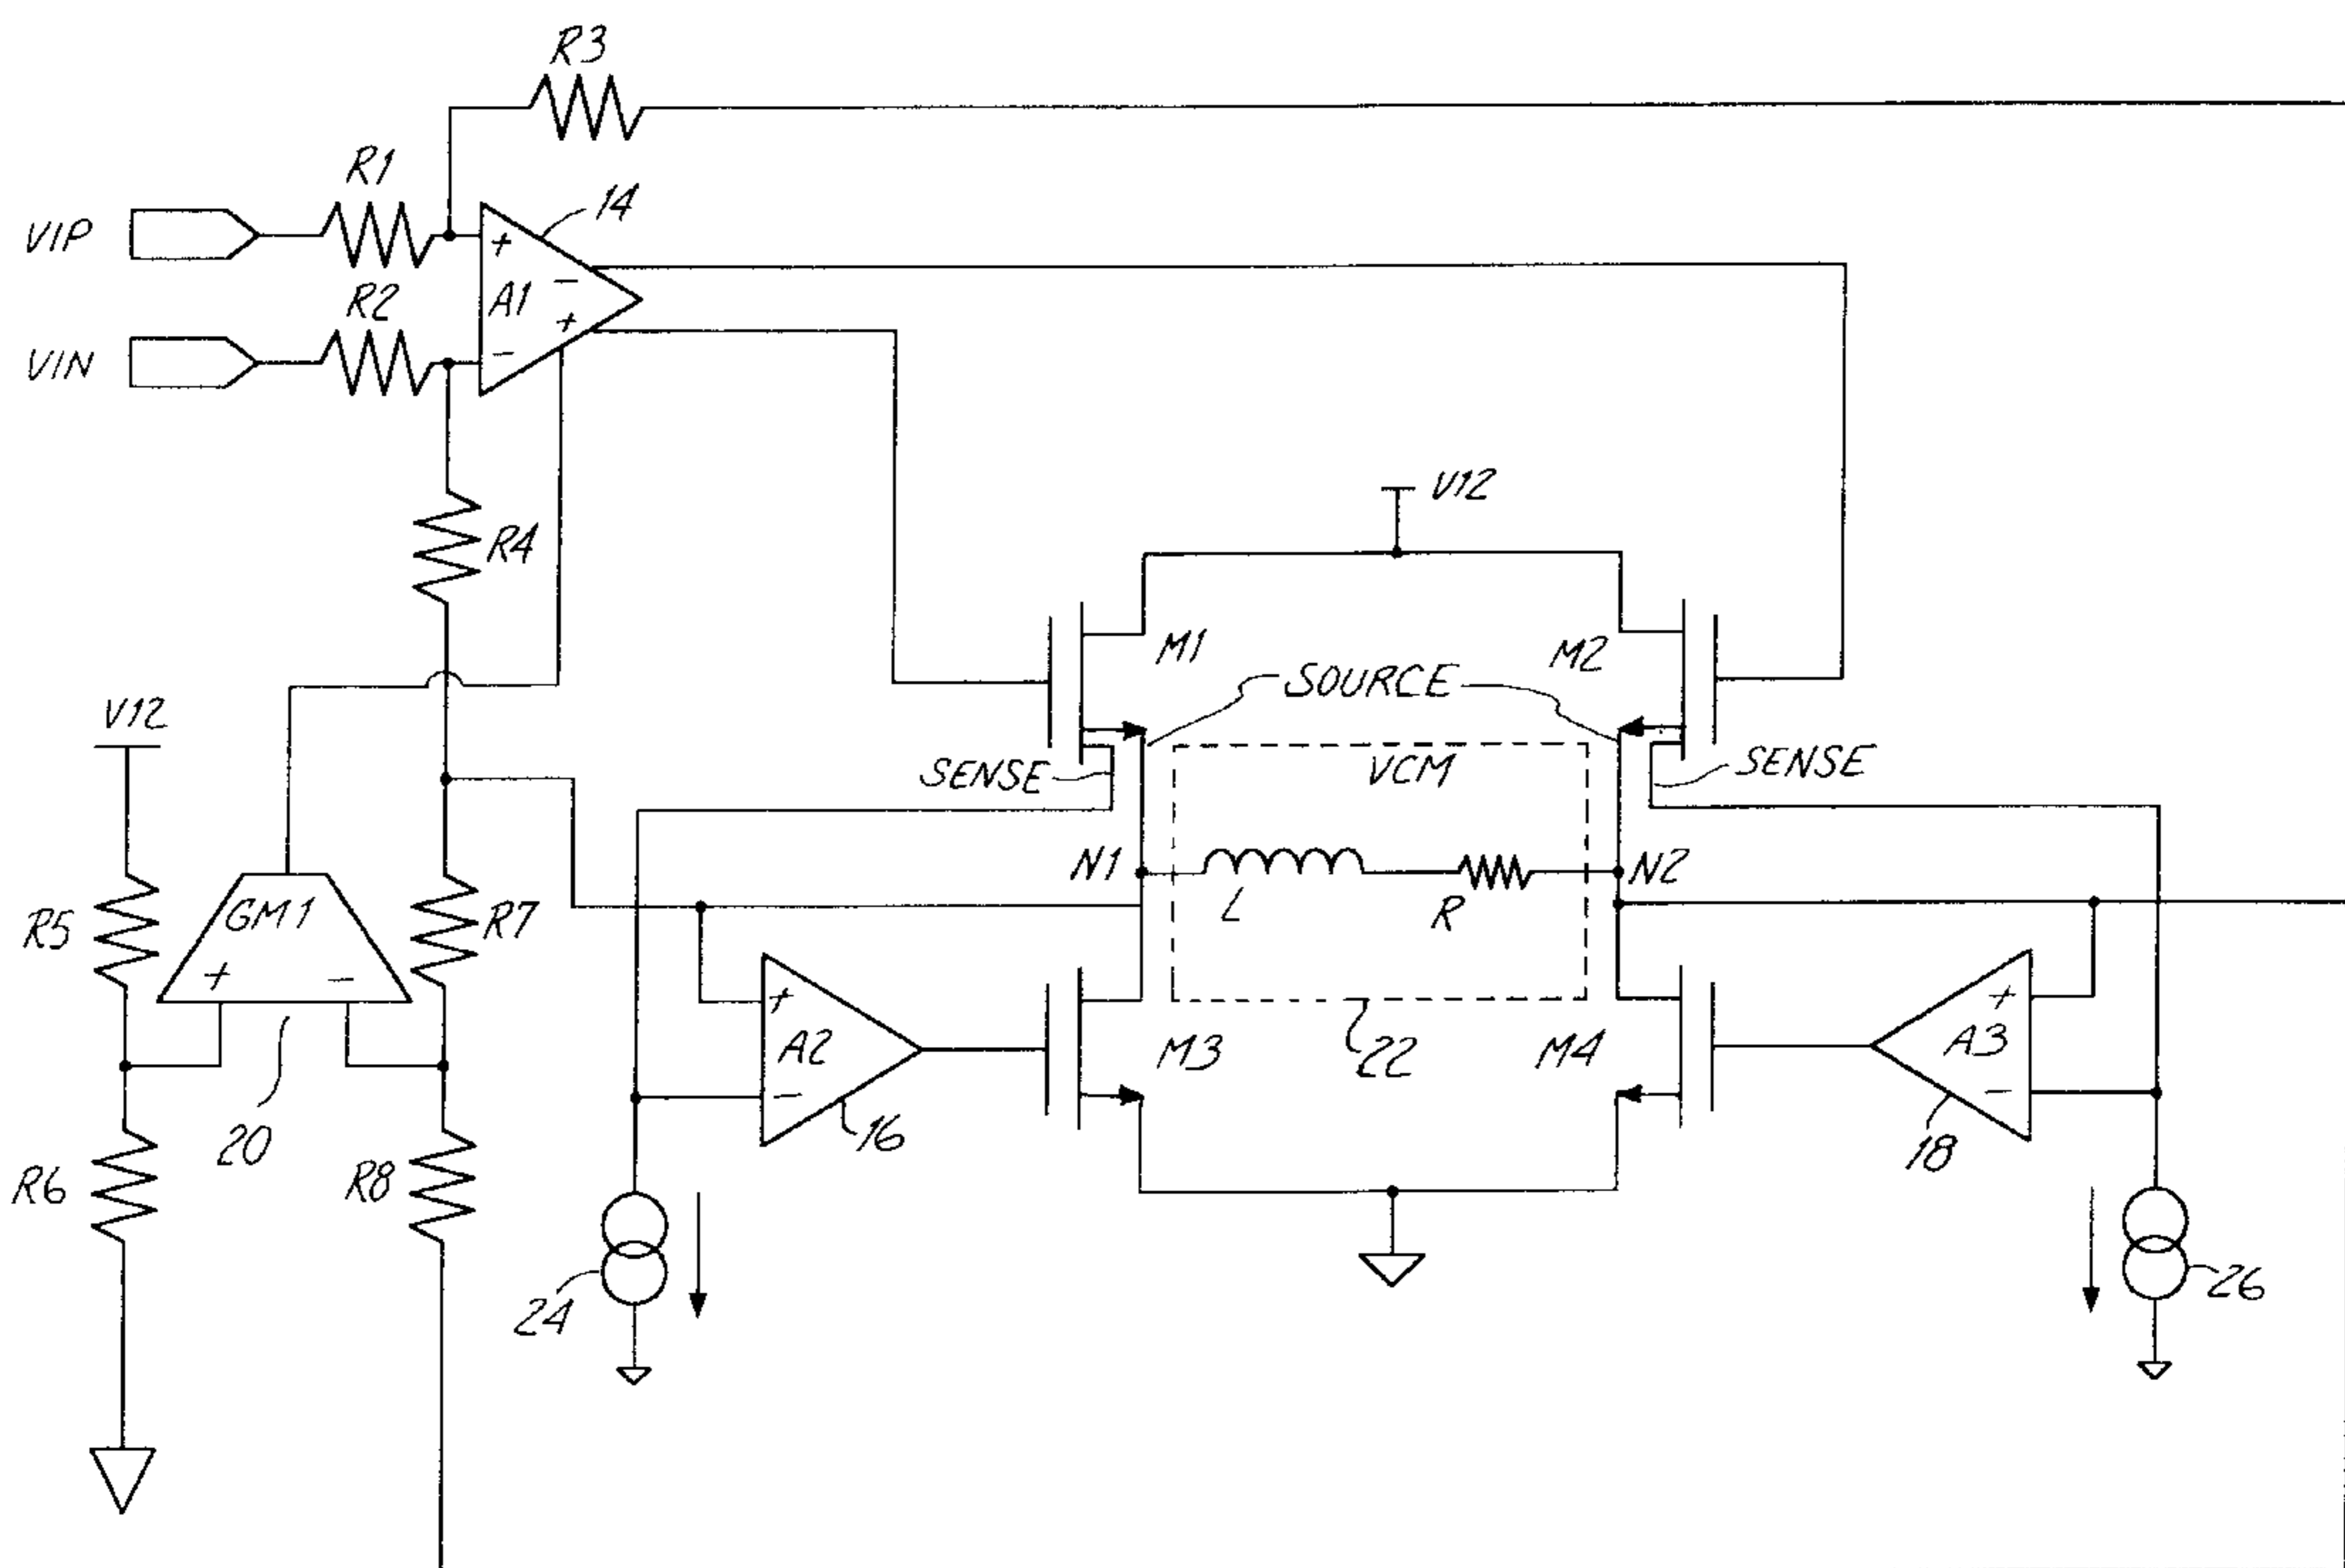 R3
R1
14
VIP
+
A1
−
R2
+
VIN
−
R4
V12
M1
M2
SOURCE
V12
SENSE
VCM
SENSE
N1
N2
L
R
R5
GM1
R7
+
−
+
A2
−
M3
22
M4
+
A3
−
20
16
18
R6
R8
24
26